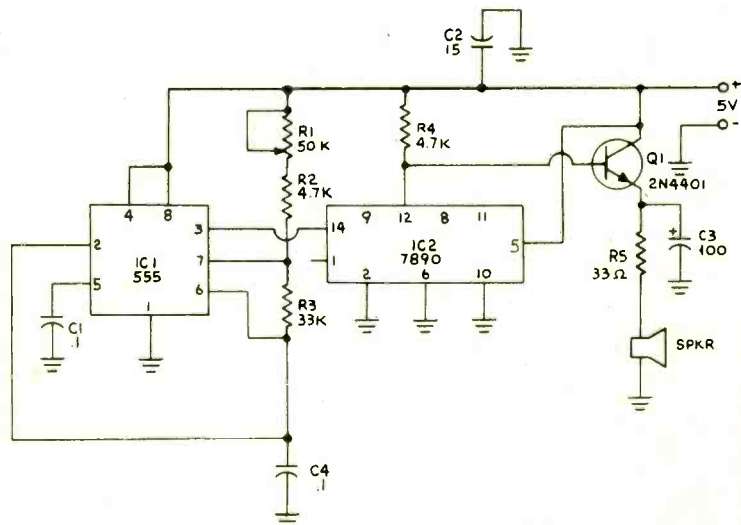 C2
15
+
5V
-
R1
50K
R4
4.7K
Q1
2N4401
R2
4.7K
4 8
9 12 8 11
2
3
14
IC1
555
IC2
7890
5
C3
+
100
7
1
R5
33Ω
5
6
2 6 10
1
R3
33K
C1
.1
SPKR
C4
.1